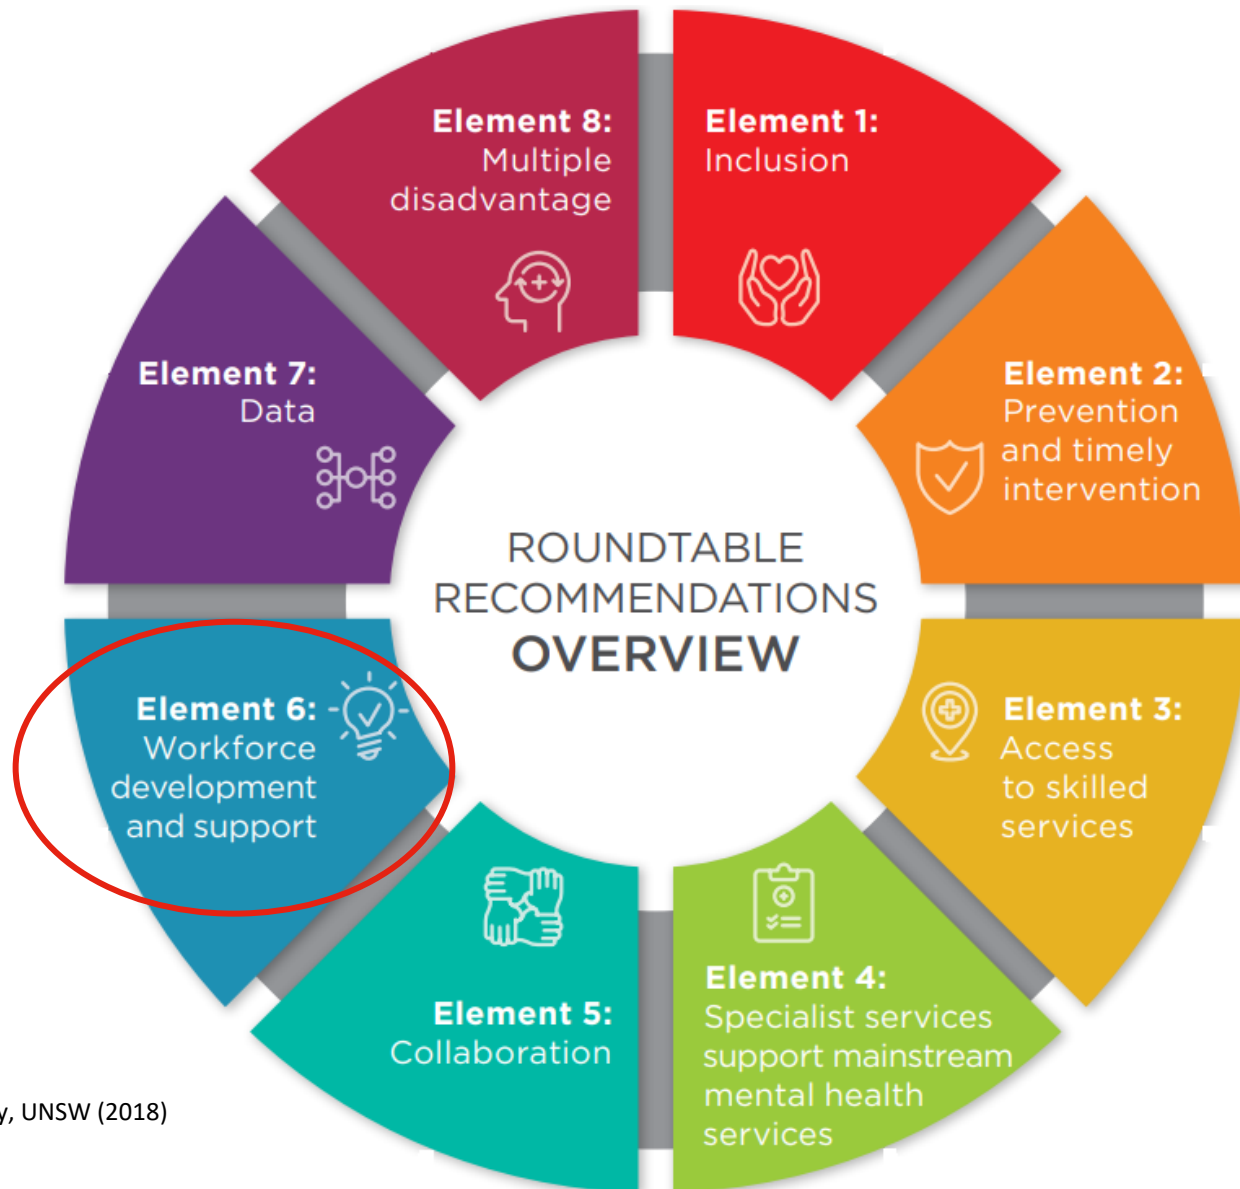 Element 8:
Multiple
disadvantage
Element 1:
Inclusion
Element 2:
Prevention
and timely
intervention
Element 3:
Access
to skilled
services
Element 4:
Specialist services
support mainstream
mental health
services
Element 5:
Collaboration
Element 6:
Workforce
development
and support
Element 7:
Data
ROUNDTABLE
RECOMMENDATIONS
OVERVIEW
, UNSW (2018)